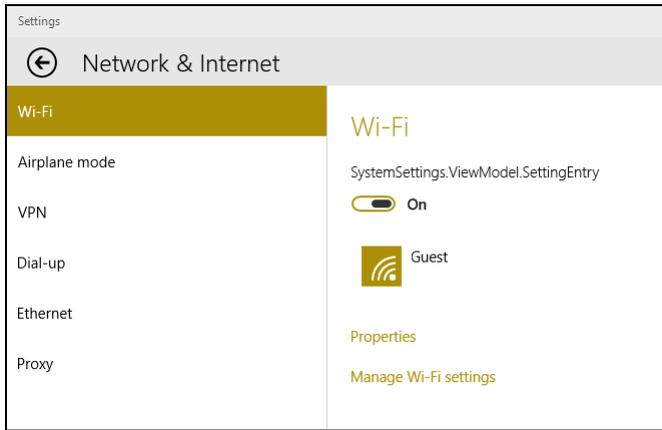 Settings
Network & Internet
Wi-Fi
Airplane mode
VPN
Dial-up
Ethernet
Proxy
Wi-Fi
SystemSettings.ViewModel.SettingEntry
On
Guest
Properties
Manage Wi-Fi settings